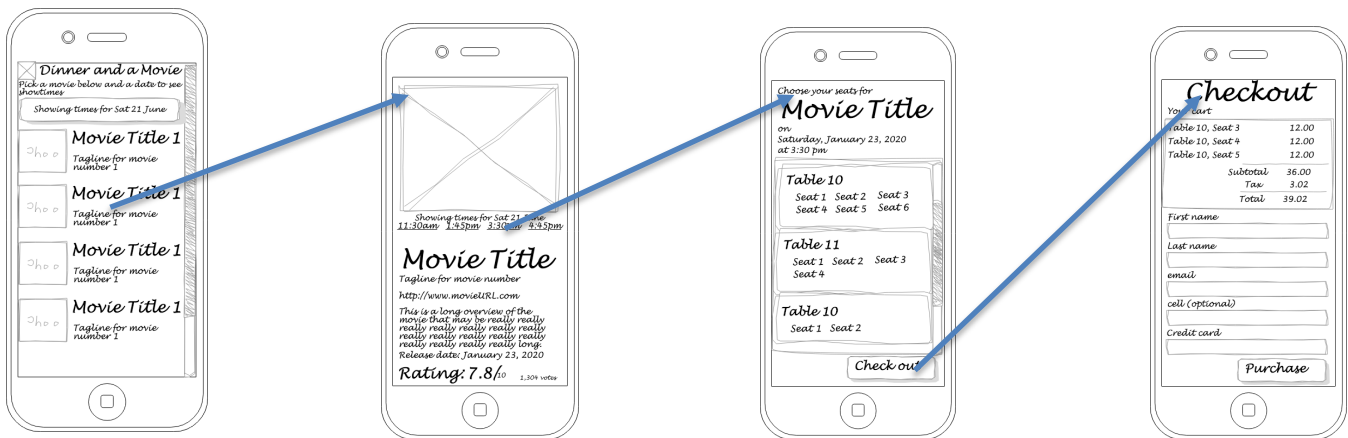 Dinner and a Movie
Pick a movie below and a date to see
showtimes
Showing times for Sat 21 June
Movie Title 1
Tagline for movie
number 1
Movie Title 1
Tagline for movie
number 1
Movie Title 1
Tagline for movie
number 1
Movie Title 1
Tagline for movie
number 1
Showing times for Sat 21 June
11:30am 1:45pm 3:30pm 4:45pm
Movie Title
Tagline for movie number
http://www.movieURL.com
This is a long overview of the
movie that may be really really
really really really really really
really really really really really
really really really really long.
Release date: January 23, 2020
Rating: 7.8/10 1,304 votes
Choose your seats for
Movie Title
on
Saturday, January 23, 2020
at 3:30 pm
Table 10
Seat 1 Seat 2 Seat 3
Seat 4 Seat 5 Seat 6
Table 11
Seat 1 Seat 2 Seat 3
Seat 4
Table 10
Seat 1 Seat 2
Check out
Checkout
Your cart
Table 10, Seat 3 12.00
Table 10, Seat 4 12.00
Table 10, Seat 5 12.00
Subtotal 36.00
Tax 3.02
Total 39.02
First name
Last name
email
cell (optional)
Credit card
Purchase